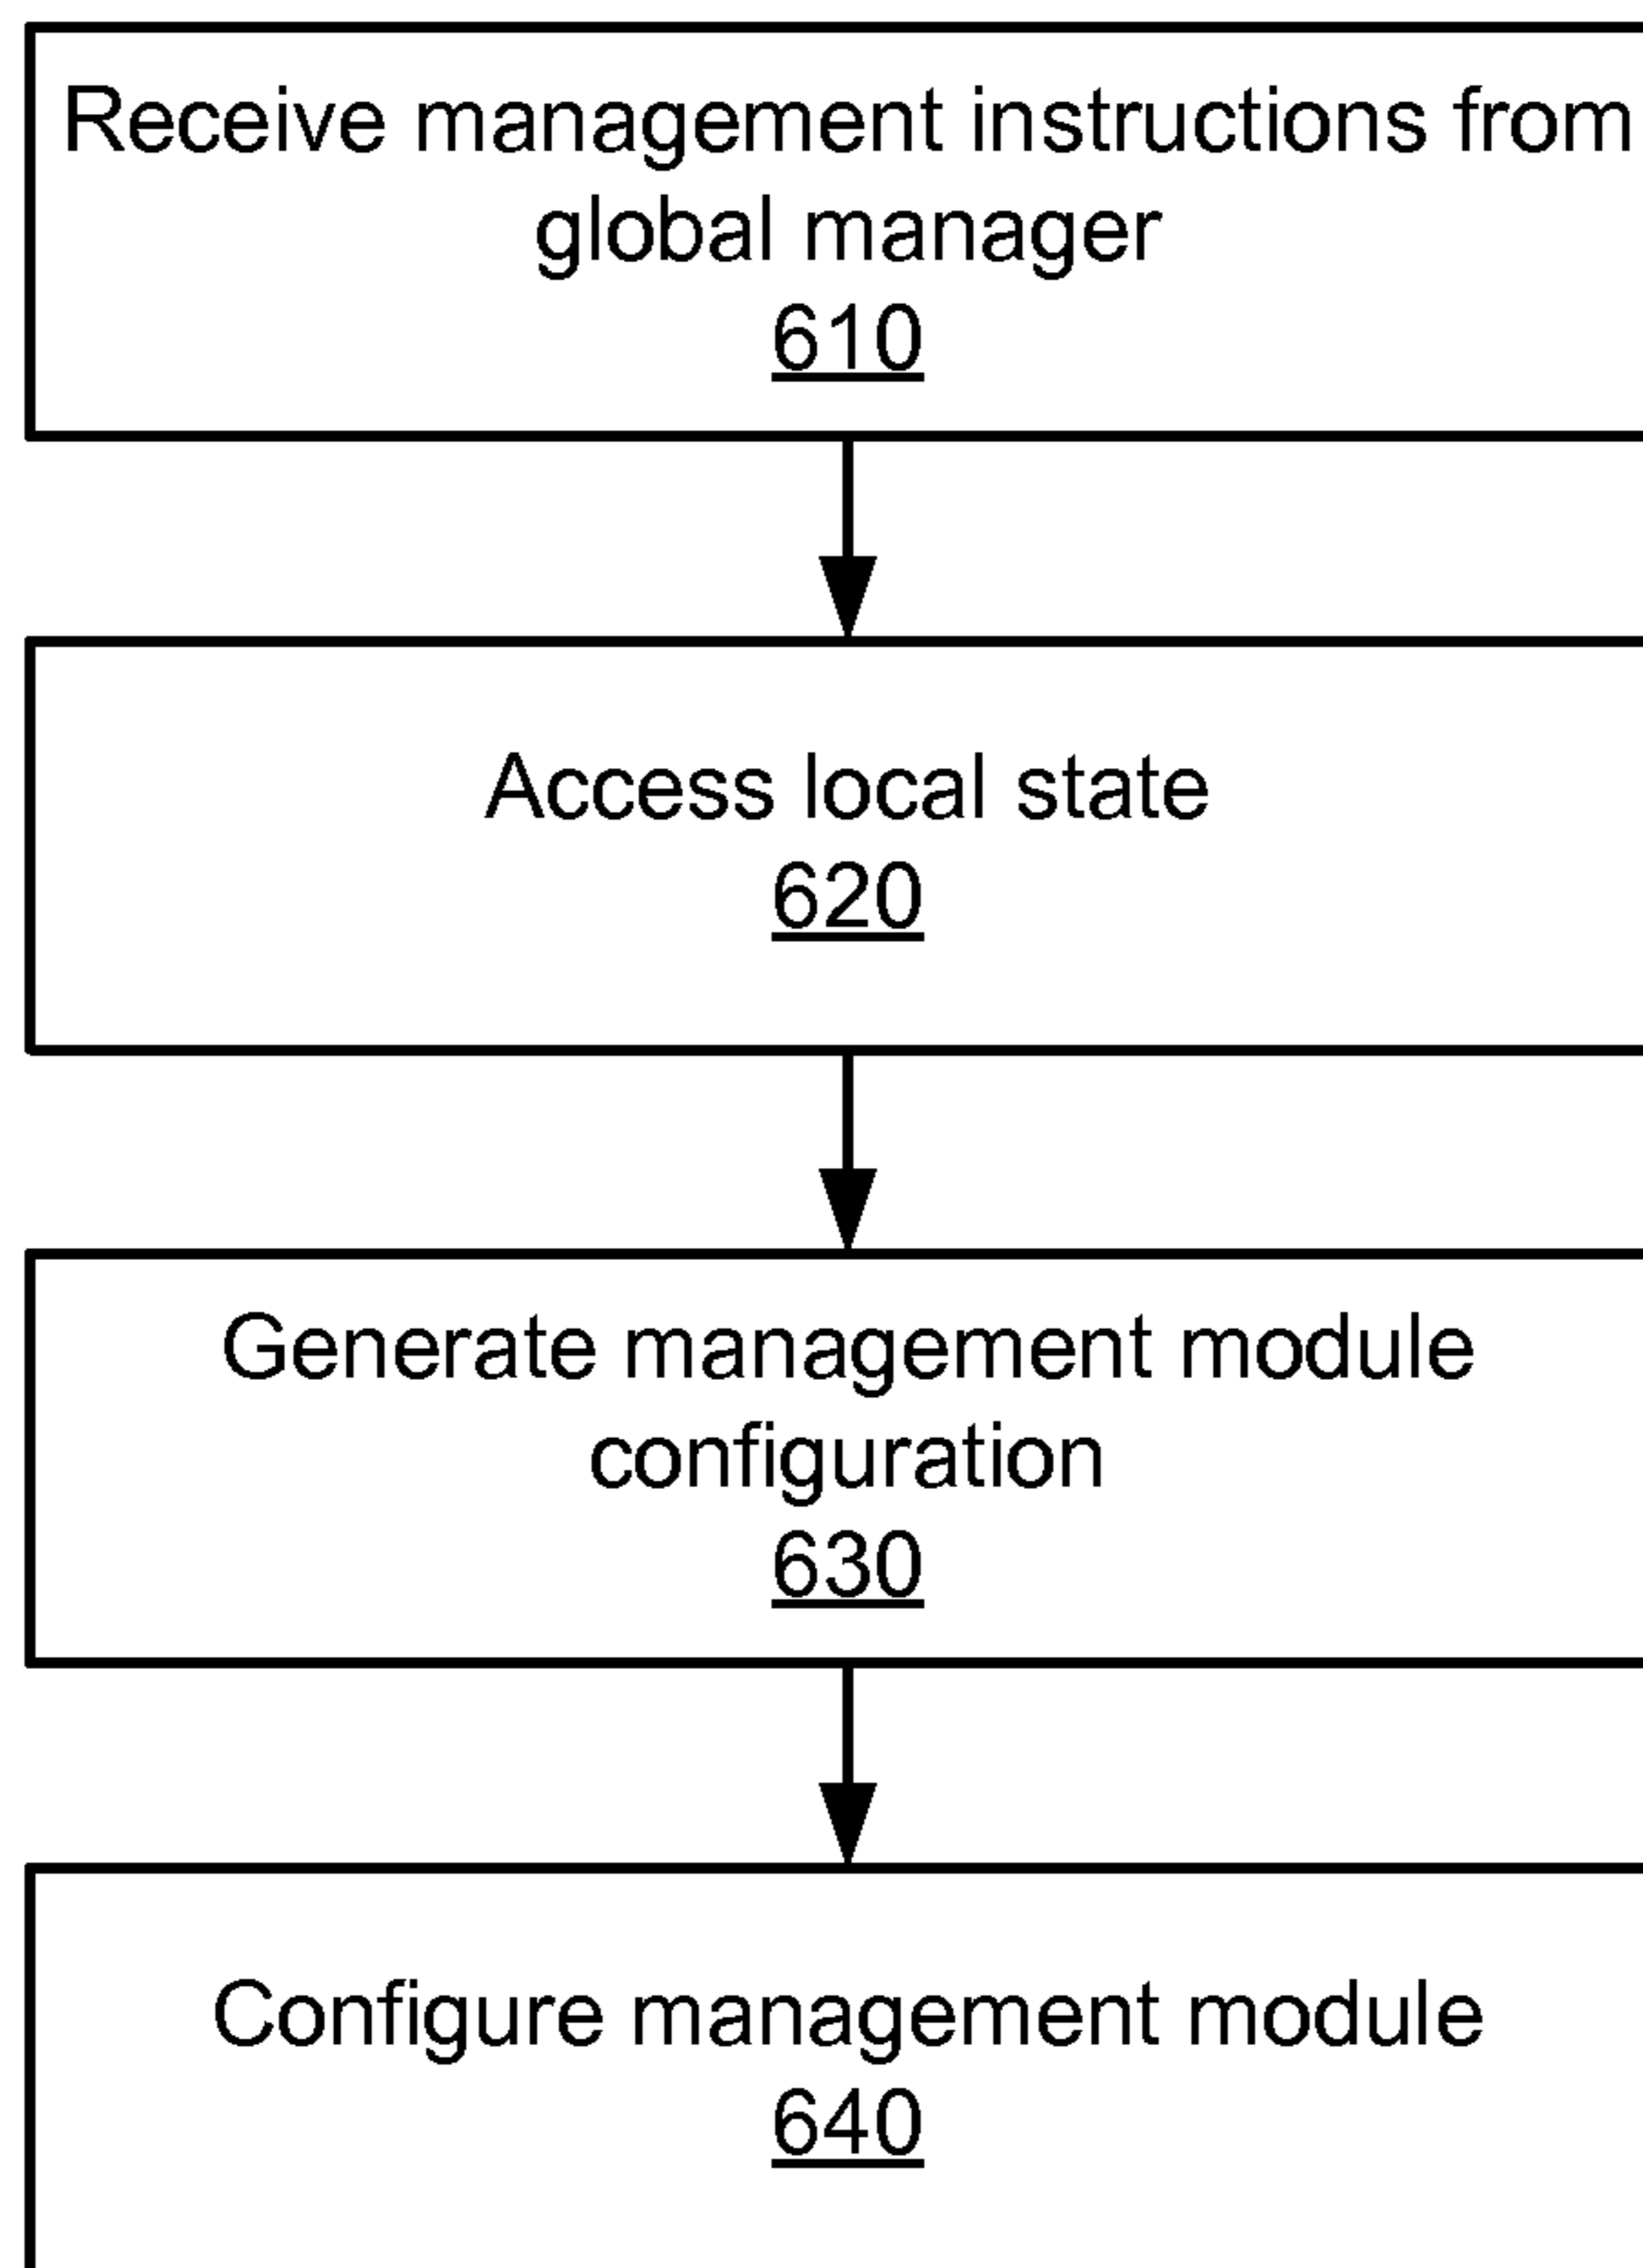 Receive management instructions from
global manager
610
Access local state
620
Generate management module
configuration
630
Configure management module
640